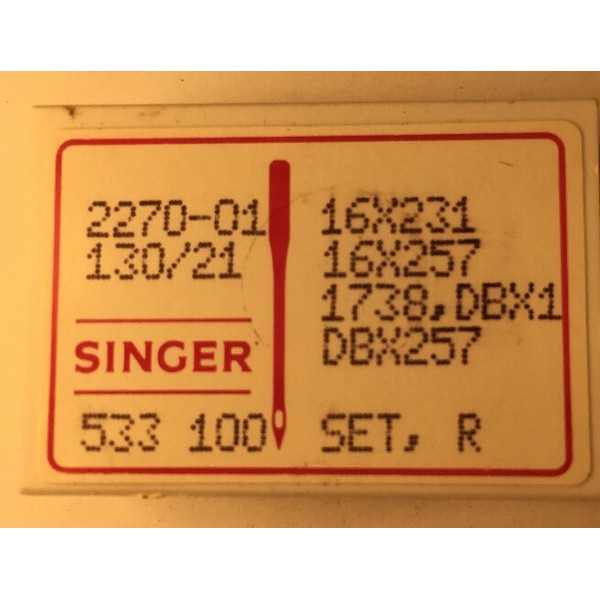 2270-01
130/21
SINGER
533 100
16X231
16X257
1738,DBX1
DBX257
SET, R